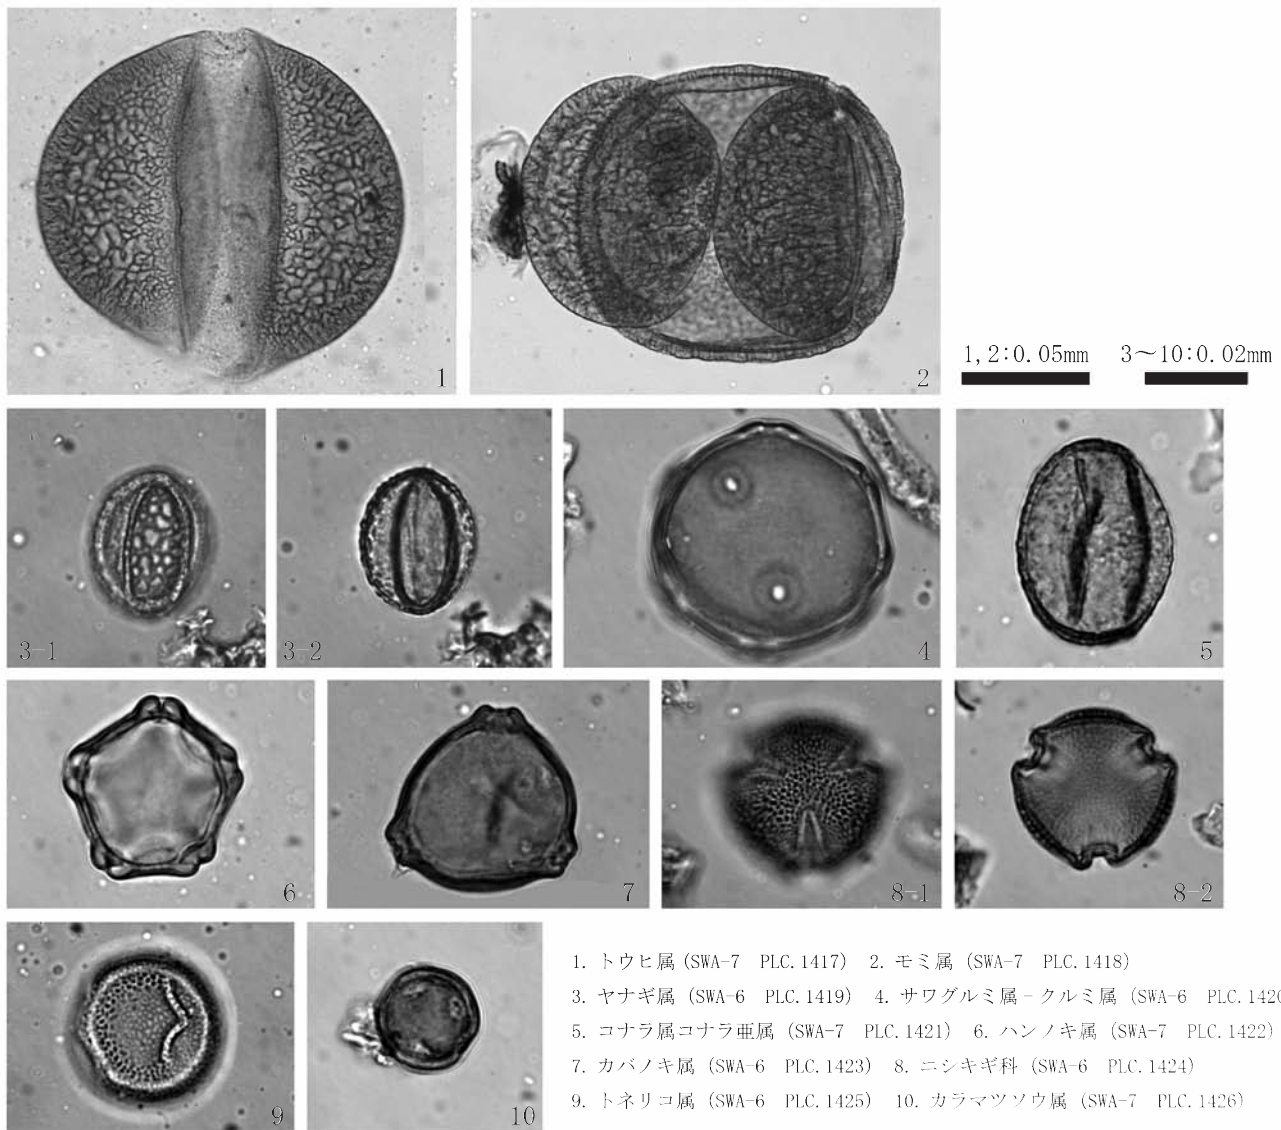 1
2
1,2:0.05mm 3～10:0.02mm
3-1
3-2
4
5
6
7
8-1
8-2
9
10
1. トウヒ属 (SWA-7 PLC.1417) 2. モミ属 (SWA-7 PLC.1418)
3. ヤナギ属 (SWA-6 PLC.1419) 4. サワグルミ属－クルミ属 (SWA-6 PLC.1420
5. コナラ属コナラ亜属 (SWA-7 PLC.1421) 6. ハンノキ属 (SWA-7 PLC.1422)
7. カバノキ属 (SWA-6 PLC.1423) 8. ニシキギ科 (SWA-6 PLC.1424)
9. トネリコ属 (SWA-6 PLC.1425) 10. カラマツソウ属 (SWA-7 PLC.1426)